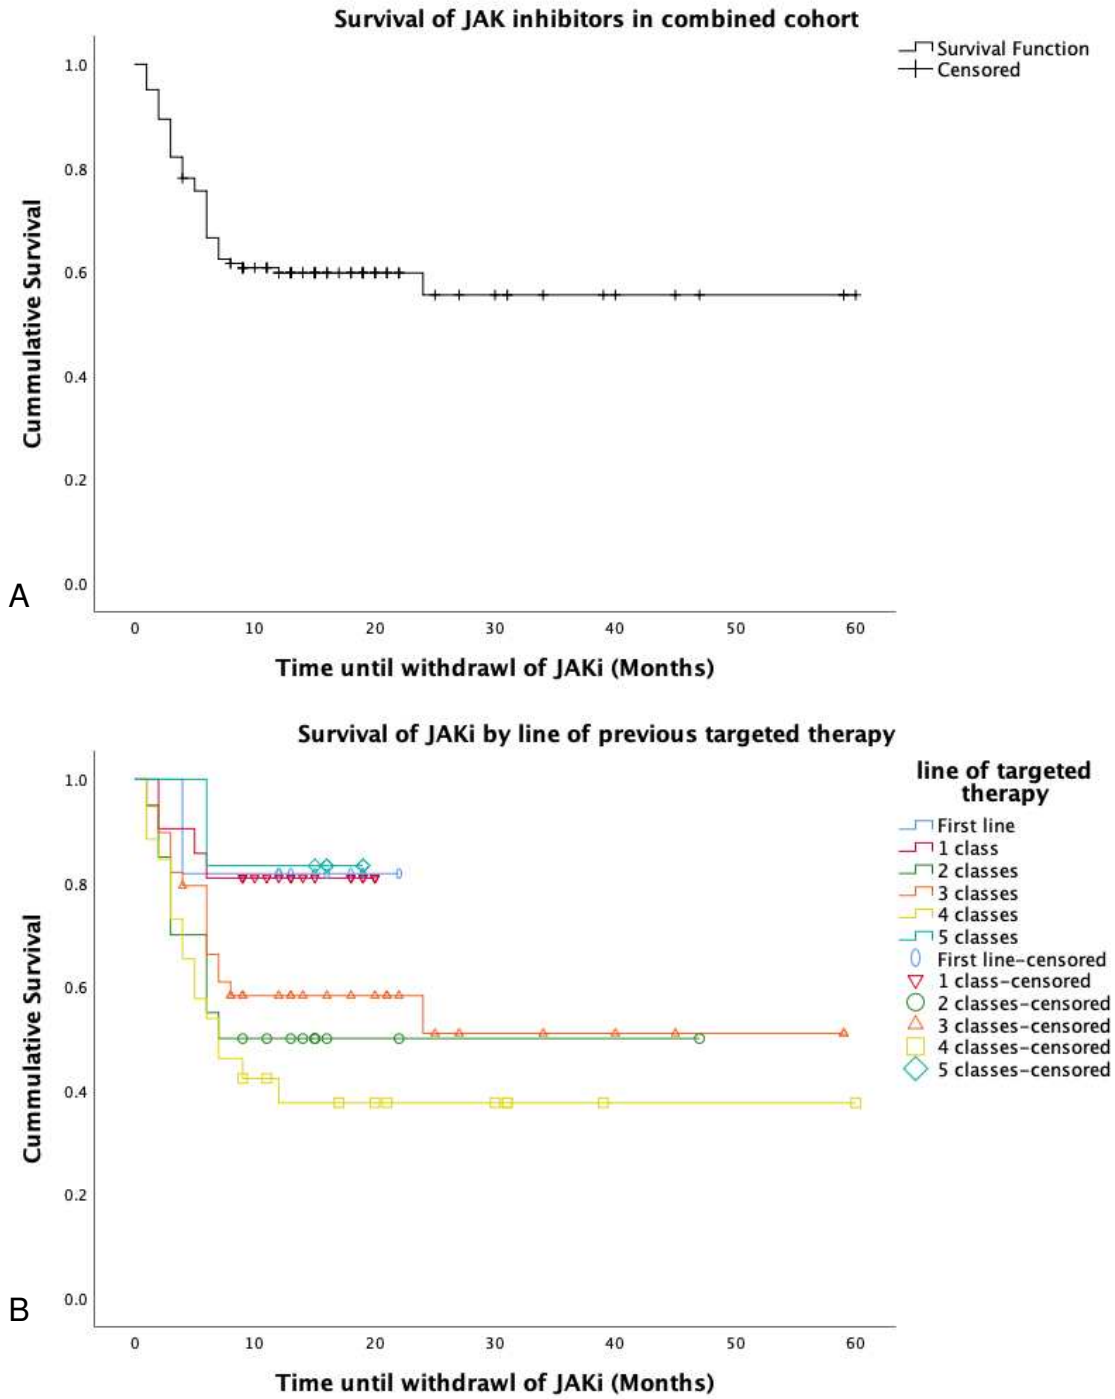 Survival of JAK inhibitors in combined cohort
Survival Function
Censored
1.0
0.8
0.6
0.4
0.2
0.0
Cummulative Survival
A
0 10 20 30 40 50 60
Time until withdrawl of JAKi (Months)
Survival of JAKi by line of previous targeted therapy
line of targeted
therapy
First line
1 class
2 classes
3 classes
4 classes
5 classes
First line-censored
1 class-censored
2 classes-censored
3 classes-censored
4 classes-censored
5 classes-censored
1.0
0.8
0.6
0.4
0.2
0.0
Cummulative Survival
B
0 10 20 30 40 50 60
Time until withdrawl of JAKi (Months)